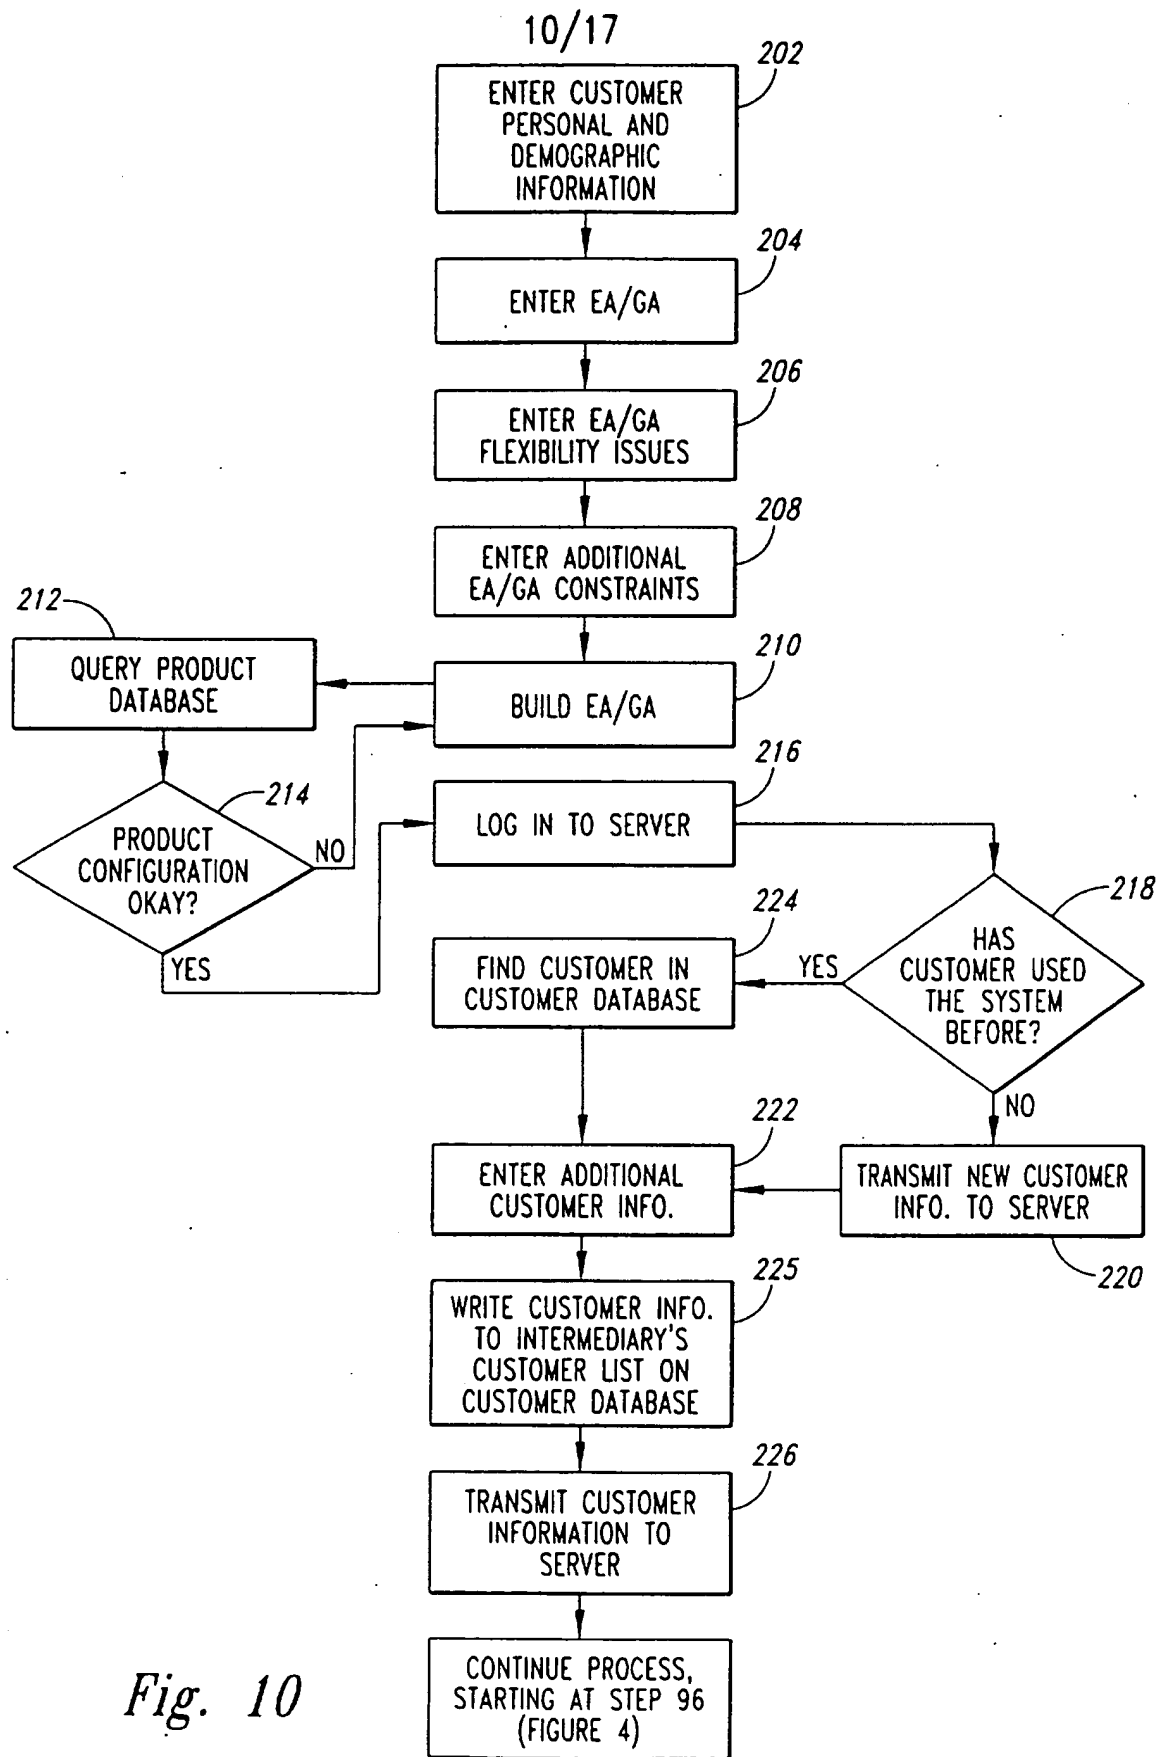 10/17
202
ENTER CUSTOMER
PERSONAL AND
DEMOGRAPHIC
INFORMATION
204
ENTER EA/GA
206
ENTER EA/GA
FLEXIBILITY ISSUES
208
ENTER ADDITIONAL
EA/GA CONSTRAINTS
212
QUERY PRODUCT
DATABASE
210
BUILD EA/GA
214
PRODUCT
CONFIGURATION
OKAY?
NO
YES
216
LOG IN TO SERVER
218
HAS
CUSTOMER USED
THE SYSTEM
BEFORE?
YES
NO
224
FIND CUSTOMER IN
CUSTOMER DATABASE
222
ENTER ADDITIONAL
CUSTOMER INFO.
TRANSMIT NEW CUSTOMER
INFO. TO SERVER
220
225
WRITE CUSTOMER INFO.
TO INTERMEDIARY'S
CUSTOMER LIST ON
CUSTOMER DATABASE
226
TRANSMIT CUSTOMER
INFORMATION TO
SERVER
CONTINUE PROCESS,
STARTING AT STEP 96
(FIGURE 4)
Fig. 10